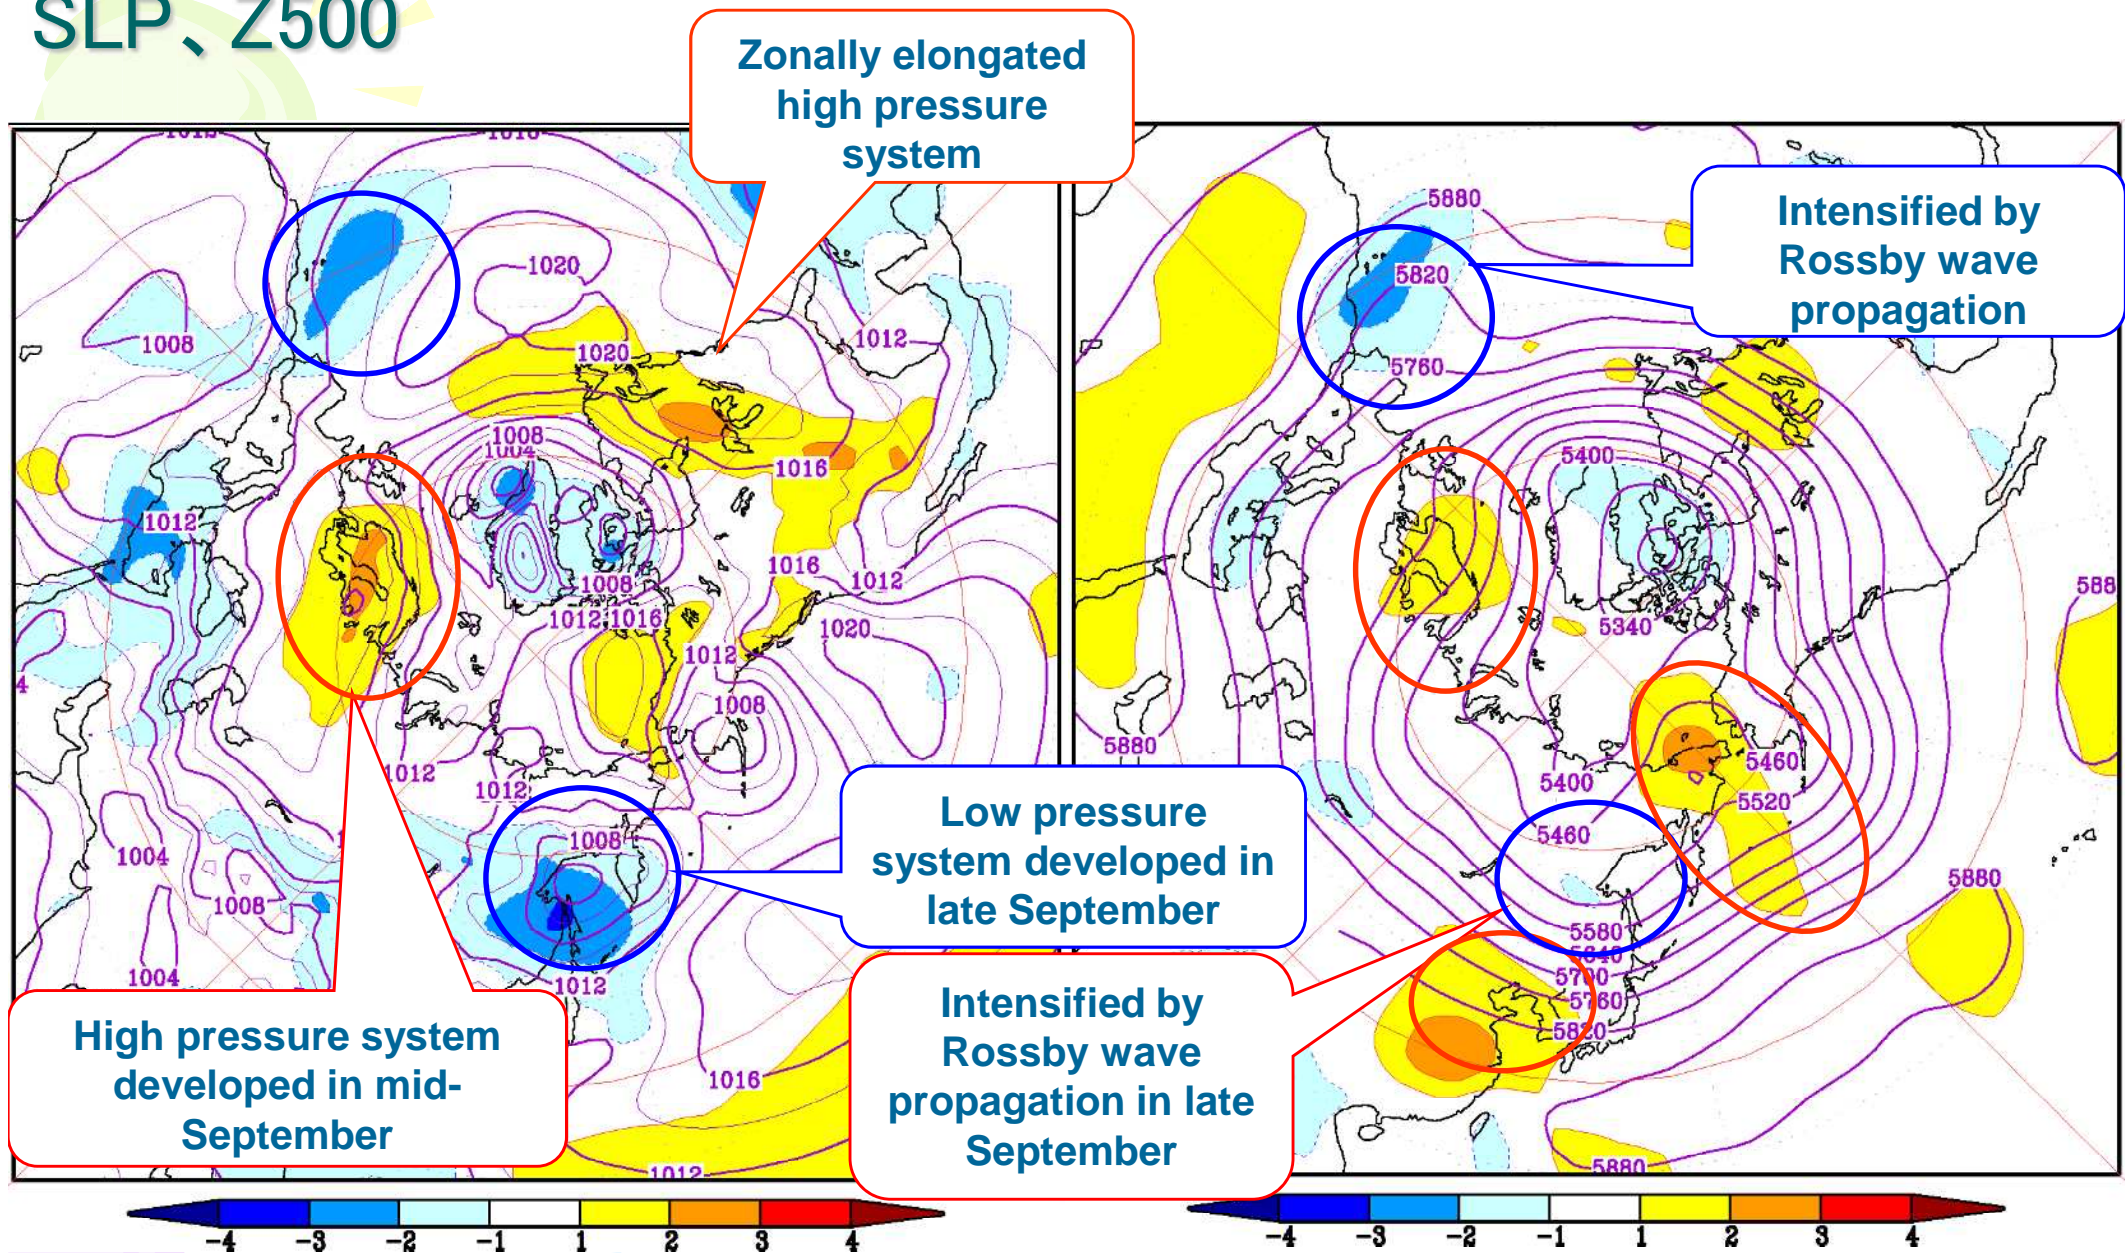 SLP、Z500
Zonally elongated
high pressure
system
Intensified by
Rossby wave
propagation
Low pressure
system developed in
late September
High pressure system
developed in mid-
September
Intensified by
Rossby wave
propagation in late
September
1020
1008
1020
1012
1008
1004
1016
1012
1016
1012
1008
1012
1016
1020
1012
1008
1012
1012
1008
1004
1008
1004
1012
1016
1012
5880
5820
5760
5400
5340
5880
5460
5400
5520
5460
5880
5580
5760
5820
5880
-4 -3 -2 -1 1 2 3 4
-4 -3 -2 -1 1 2 3 4